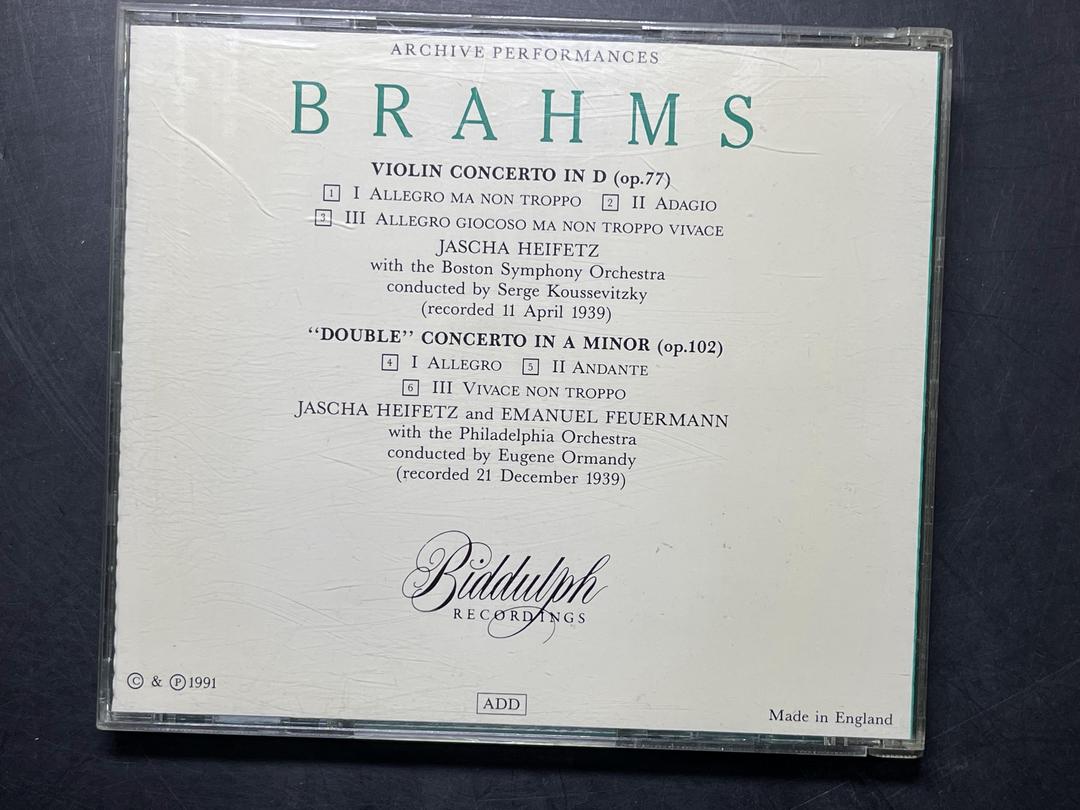 ARCHIVE PERFORMANCES
BRAHMS
VIOLIN CONCERTO IN D (op.77)
1 I ALLEGRO MA NON TROPPO 2 II ADAGIO
3 III ALLEGRO GIOCOSO MA NON TROPPO VIVACE
JASCHA HEIFETZ
with the Boston Symphony Orchestra
conducted by Serge Koussevitzky
(recorded 11 April 1939)
“DOUBLE” CONCERTO IN A MINOR (op.102)
4 I ALLEGRO 5 II ANDANTE
6 III VIVACE NON TROPPO
JASCHA HEIFETZ and EMANUEL FEUERMANN
with the Philadelphia Orchestra
conducted by Eugene Ormandy
(recorded 21 December 1939)
Biddulph
RECORDINGS
© & ℗1991
ADD
Made in England